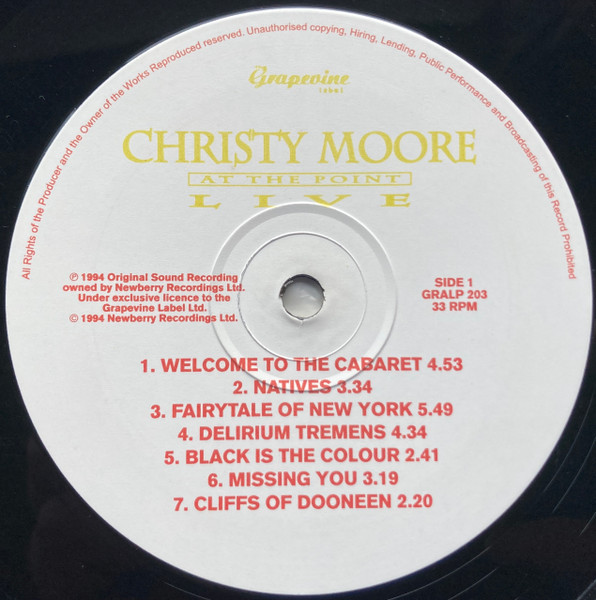 All Rights of the Producer and the Owner of the Works Reproduced reserved. Unauthorised copying, Hiring, Lending, Public Performance and Broadcasting of this Record Prohibited
Grapevine
label
CHRISTY MOORE
AT THE POINT
LIVE
℗ 1994 Original Sound Recording
owned by Newberry Recordings Ltd.
Under exclusive licence to the
Grapevine Label Ltd.
© 1994 Newberry Recordings Ltd.
SIDE 1
GRALP 203
33 RPM
1. WELCOME TO THE CABARET 4.53
2. NATIVES 3.34
3. FAIRYTALE OF NEW YORK 5.49
4. DELIRIUM TREMENS 4.34
5. BLACK IS THE COLOUR 2.41
6. MISSING YOU 3.19
7. CLIFFS OF DOONEEN 2.20